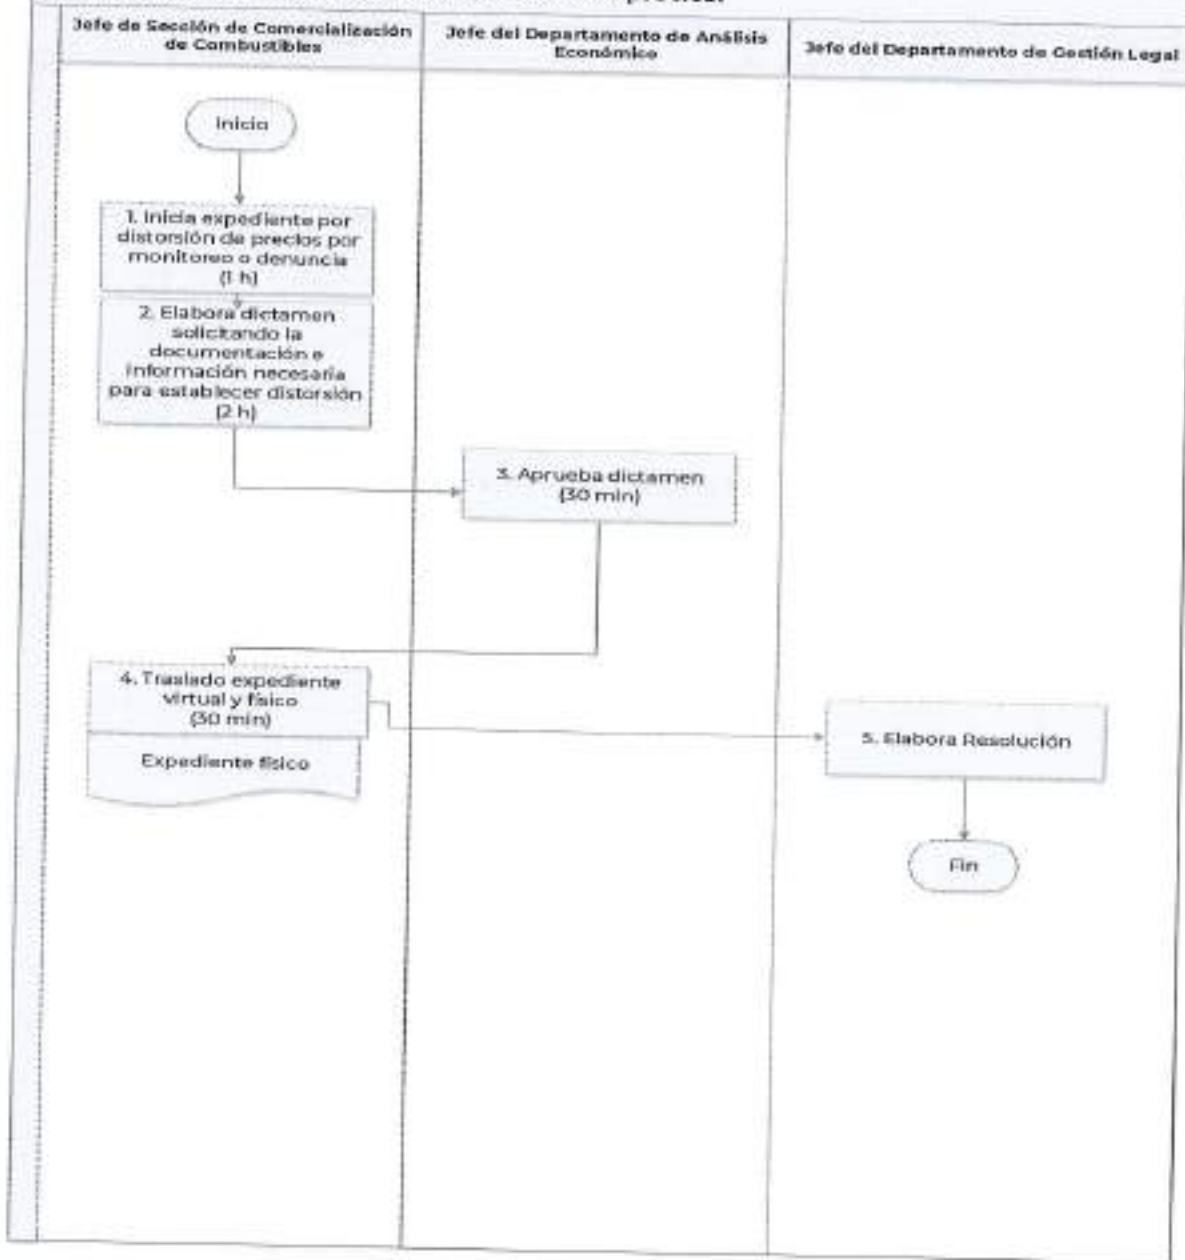 Jefe de Sección de Comercialización
de Combustibles
Jefe del Departamento de Análisis
Económico
Jefe del Departamento de Gestión Legal
Inicio
1. Inicia expediente por
distorsión de precios por
monitoreo o denuncia
(1 h)
2. Elabora dictamen
solicitando la
documentación e
información necesaria
para establecer distorsión
(2 h)
3. Aprueba dictamen
(30 min)
4. Traslado expediente
virtual y físico
(30 min)
Expediente físico
5. Elabora Resolución
Fin